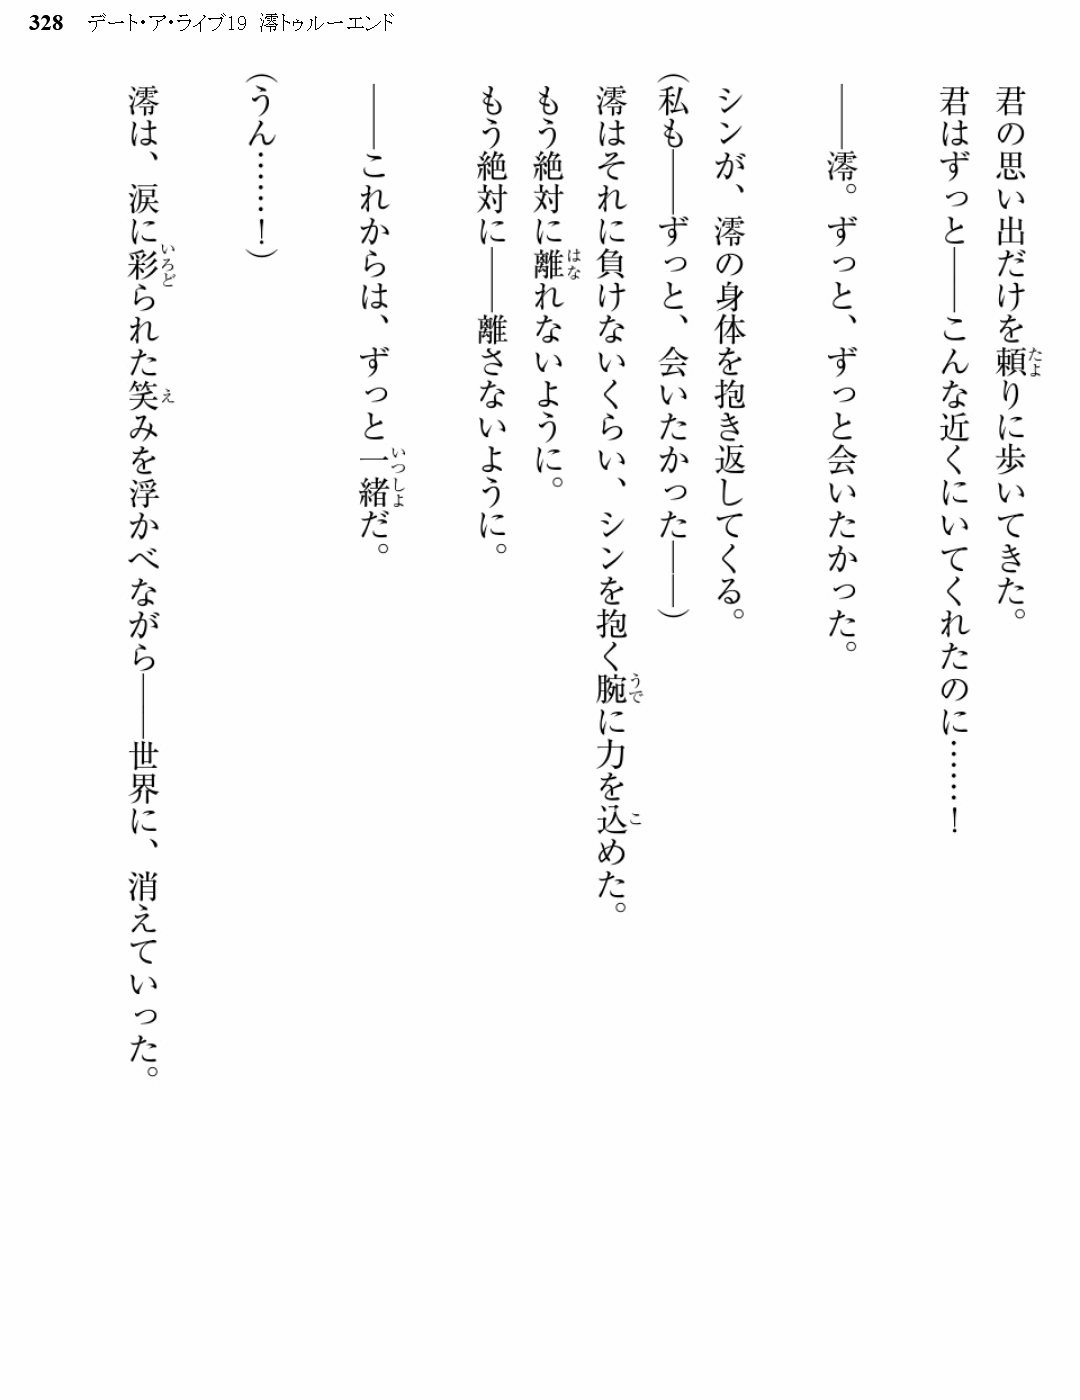 328 デート・ア・ライブ19 澪トゥルーエンド
君の思い出だけを頼りに歩いてきた。
君はずっと――こんな近くにいてくれたのに……！
――澪。ずっと、ずっと会いたかった。
シンが、澪の身体を抱き返してくる。
（私も――ずっと、会いたかった――）
澪はそれに負けないくらい、シンを抱く腕に力を込めた。
もう絶対に離れないように。
もう絶対に――離さないように。
――これからは、ずっと一緒だ。
（うん……！）
澪は、涙に彩られた笑みを浮かべながら――世界に、消えていった。